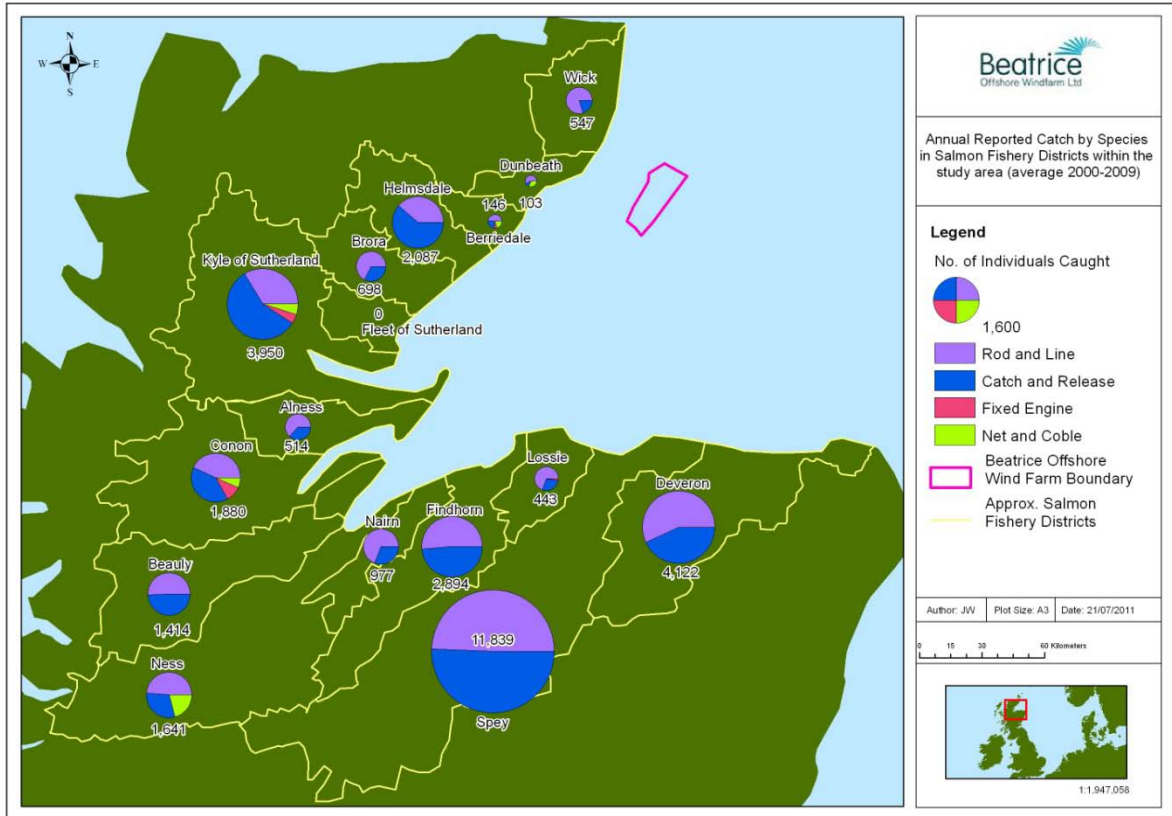 N
W E
S
Wick
547
Dunbeath
103
146
Berriedale
Helmsdale
2,087
Brora
698
Kyle of Sutherland
3,950
0
Fleet of Sutherland
Alness
514
Conon
1,880
Lossie
443
Deveron
4,122
Nairn
977
Findhorn
2,894
Beauly
1,414
Ness
1,641
11,839
Spey
Beatrice
Offshore Windfarm Ltd
Annual Reported Catch by Species
in Salmon Fishery Districts within the
study area (average 2000-2009)
Legend
No. of Individuals Caught
1,600
Rod and Line
Catch and Release
Fixed Engine
Net and Coble
Beatrice Offshore
Wind Farm Boundary
Approx. Salmon
Fishery Districts
Author: JW Plot Size: A3 Date: 21/07/2011
0 15 30 60 Kilometers
1:1,947,058